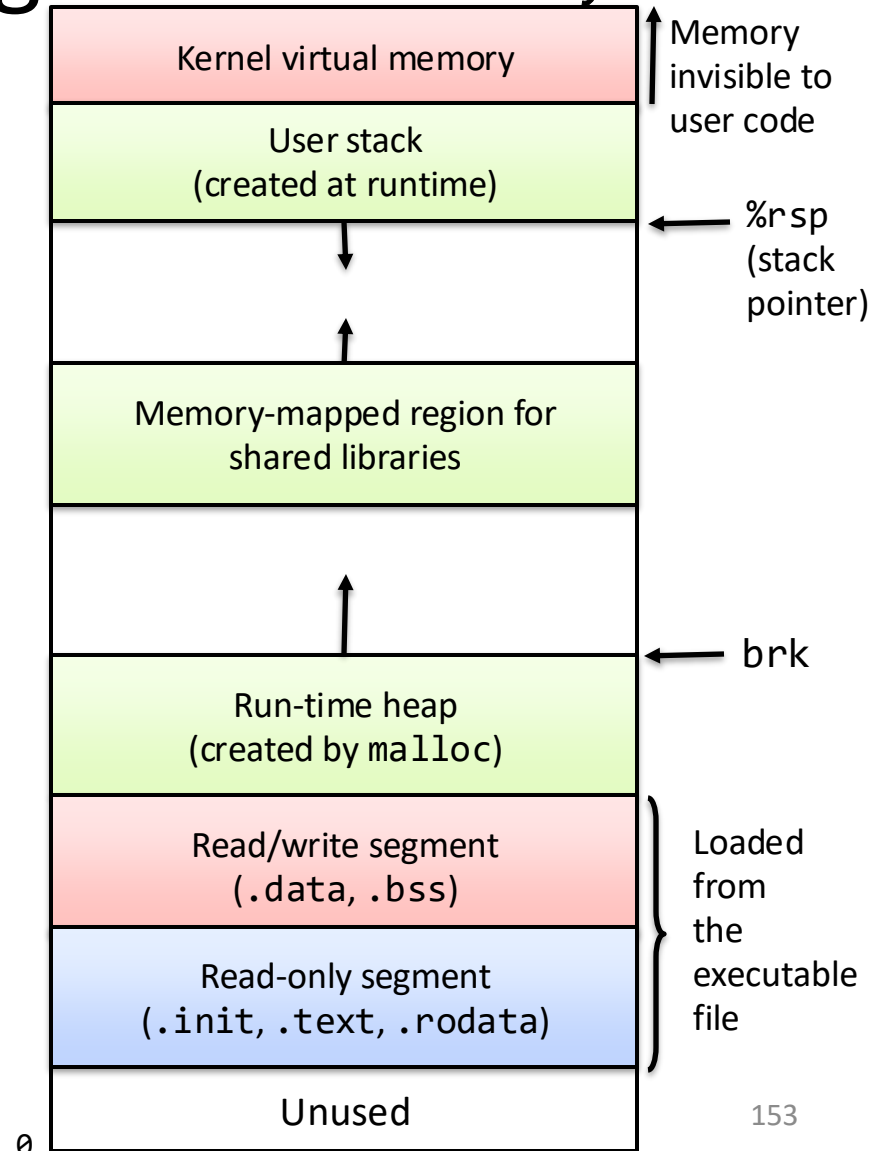 g
Kernel virtual memory
Memory
invisible to
user code
User stack
(created at runtime)
%rsp
(stack
pointer)
Memory-mapped region for
shared libraries
brk
Run-time heap
(created by malloc)
Read/write segment
(.data, .bss)
Loaded
from
the
executable
file
Read-only segment
(.init, .text, .rodata)
Unused
153
0